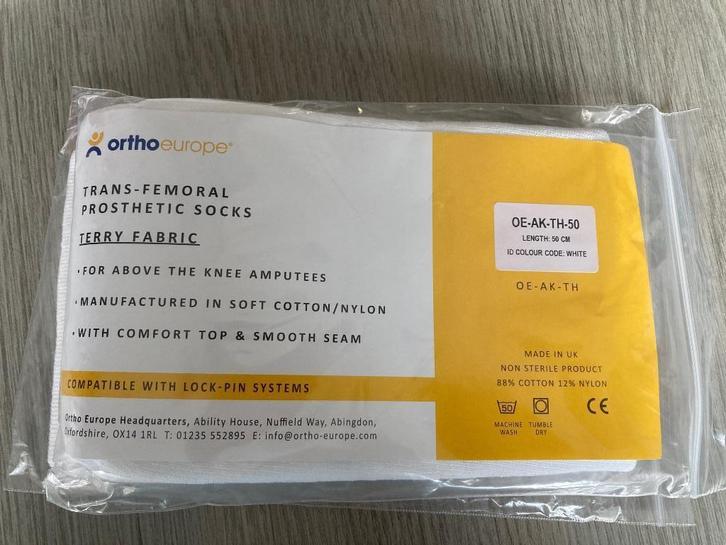 orthoeurope®
TRANS-FEMORAL
PROSTHETIC SOCKS
TERRY FABRIC
• FOR ABOVE THE KNEE AMPUTEES
• MANUFACTURED IN SOFT COTTON/NYLON
• WITH COMFORT TOP & SMOOTH SEAM
COMPATIBLE WITH LOCK-PIN SYSTEMS
Ortho Europe Headquarters, Ability House, Nuffield Way, Abingdon,
Oxfordshire, OX14 1RL T: 01235 552895 E: info@ortho-europe.com
OE-AK-TH-50
LENGTH: 50 CM
ID COLOUR CODE: WHITE
OE-AK-TH
MADE IN UK
NON STERILE PRODUCT
88% COTTON 12% NYLON
50
CE
MACHINE WASH
TUMBLE DRY